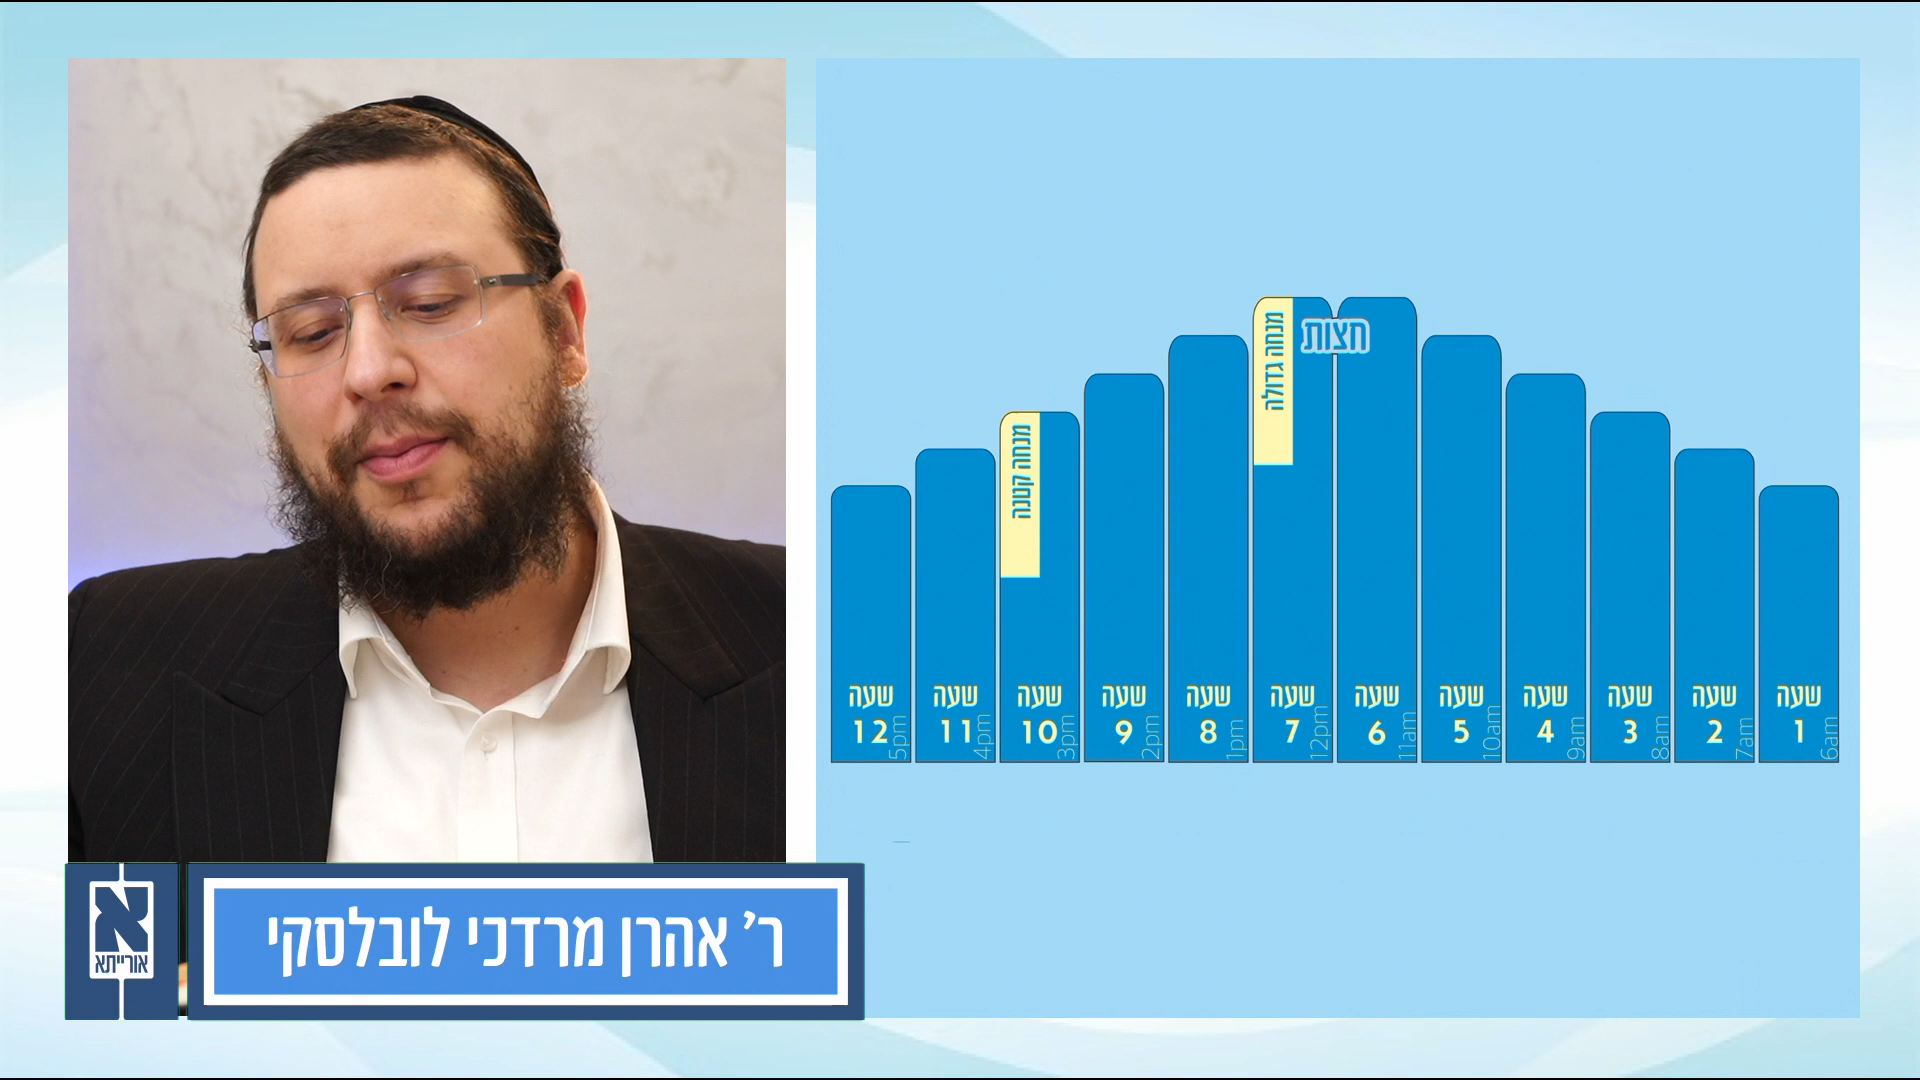 חצות
מנחה גדולה
מנחה קטנה
שעה 1 6am
שעה 2 7am
שעה 3 8am
שעה 4 9am
שעה 5 10am
שעה 6 11am
שעה 7 12pm
שעה 8 1pm
שעה 9 2pm
שעה 10 3pm
שעה 11 4pm
שעה 12 5pm
ר' אהרן מרדכי לובלסקי
א
אורייתא